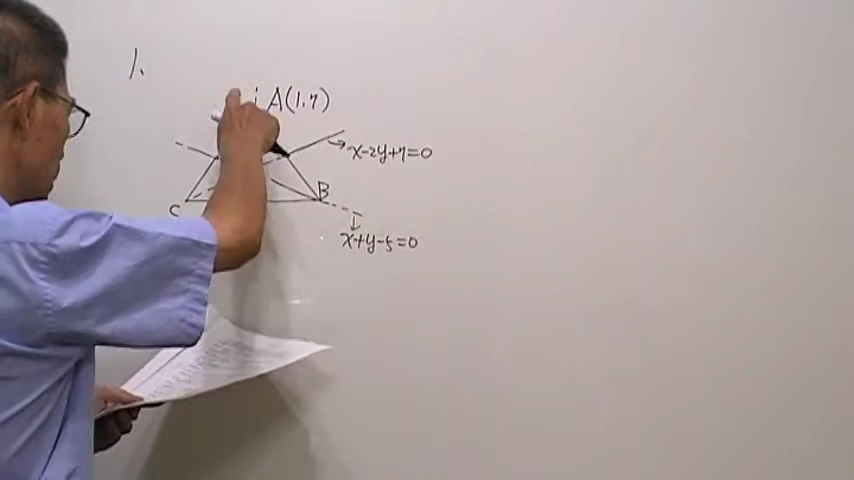 1.
A(1,7)
x-2y+7=0
B
C
x+y-5=0